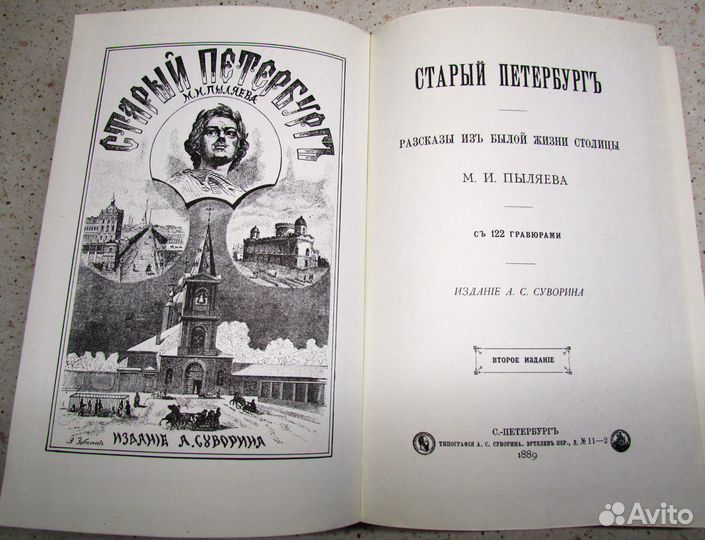 СТАРЫЙ ПЕТЕРБУРГЪ
М. И. ПЫЛЯЕВА
ИЗДАНІЕ А. СУВОРИНА
СТАРЫЙ ПЕТЕРБУРГЪ
РАЗСКАЗЫ ИЗЪ БЫЛОЙ ЖИЗНИ СТОЛИЦЫ
М. И. ПЫЛЯЕВА
СЪ 122 ГРАВЮРАМИ
ИЗДАНІЕ А. С. СУВОРИНА
ВТОРОЕ ИЗДАНІЕ
С.-ПЕТЕРБУРГЪ
ТИПОГРАФІЯ А. С. СУВОРИНА. ЭРТЕЛЕВЪ ПЕР., Д. № 11—2
1889
Avito